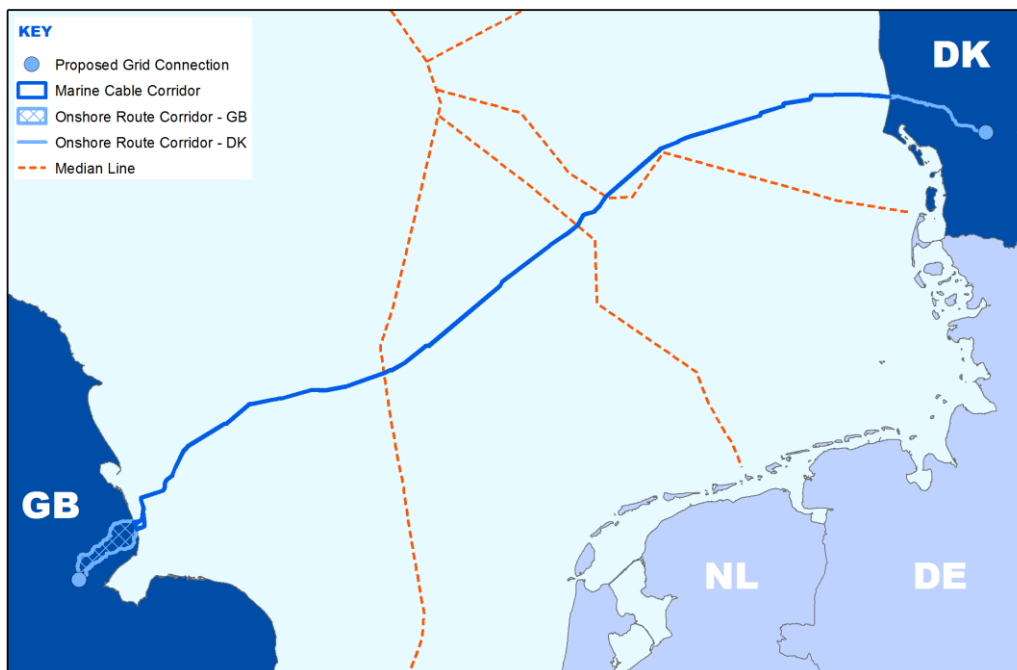 KEY
Proposed Grid Connection
Marine Cable Corridor
Onshore Route Corridor - GB
Onshore Route Corridor - DK
Median Line
DK
GB
NL
DE